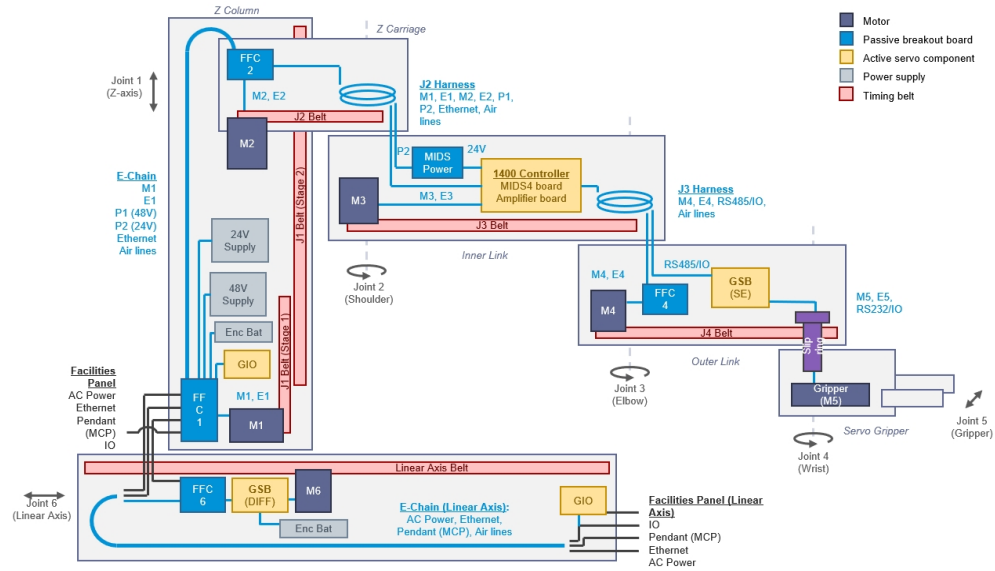 Z Column
Z Carriage
Motor
Passive breakout board
Active servo component
Power supply
Timing belt
FFC
2
Joint 1
(Z-axis)
M2, E2
J2 Harness
M1, E1, M2, E2, P1,
P2, Ethernet, Air
lines
J2 Belt
M2
P2
24V
MIDS
Power
1400 Controller
MIDS4 board
Amplifier board
E-Chain
M1
E1
P1 (48V)
P2 (24V)
Ethernet
Air lines
J1 Belt (Stage 2)
M3
M3, E3
J3 Harness
M4, E4, RS485/IO,
Air lines
J3 Belt
24V
Supply
Inner Link
48V
Supply
Joint 2
(Shoulder)
M4, E4
RS485/IO
FFC
4
GSB
(SE)
M5, E5,
RS232/IO
M4
J4 Belt
Slip
ring
Enc Bat
J1 Belt (Stage 1)
GIO
Outer Link
Facilities
Panel
AC Power
Ethernet
Pendant
(MCP)
IO
FF
C
1
M1, E1
M1
Joint 3
(Elbow)
Gripper
(M5)
Servo Gripper
Joint 5
(Gripper)
Joint 4
(Wrist)
Linear Axis Belt
Joint 6
(Linear Axis)
FFC
6
GSB
(DIFF)
M6
Enc Bat
E-Chain (Linear Axis):
AC Power, Ethernet,
Pendant (MCP), Air lines
GIO
Facilities Panel (Linear
Axis)
IO
Pendant (MCP)
Ethernet
AC Power